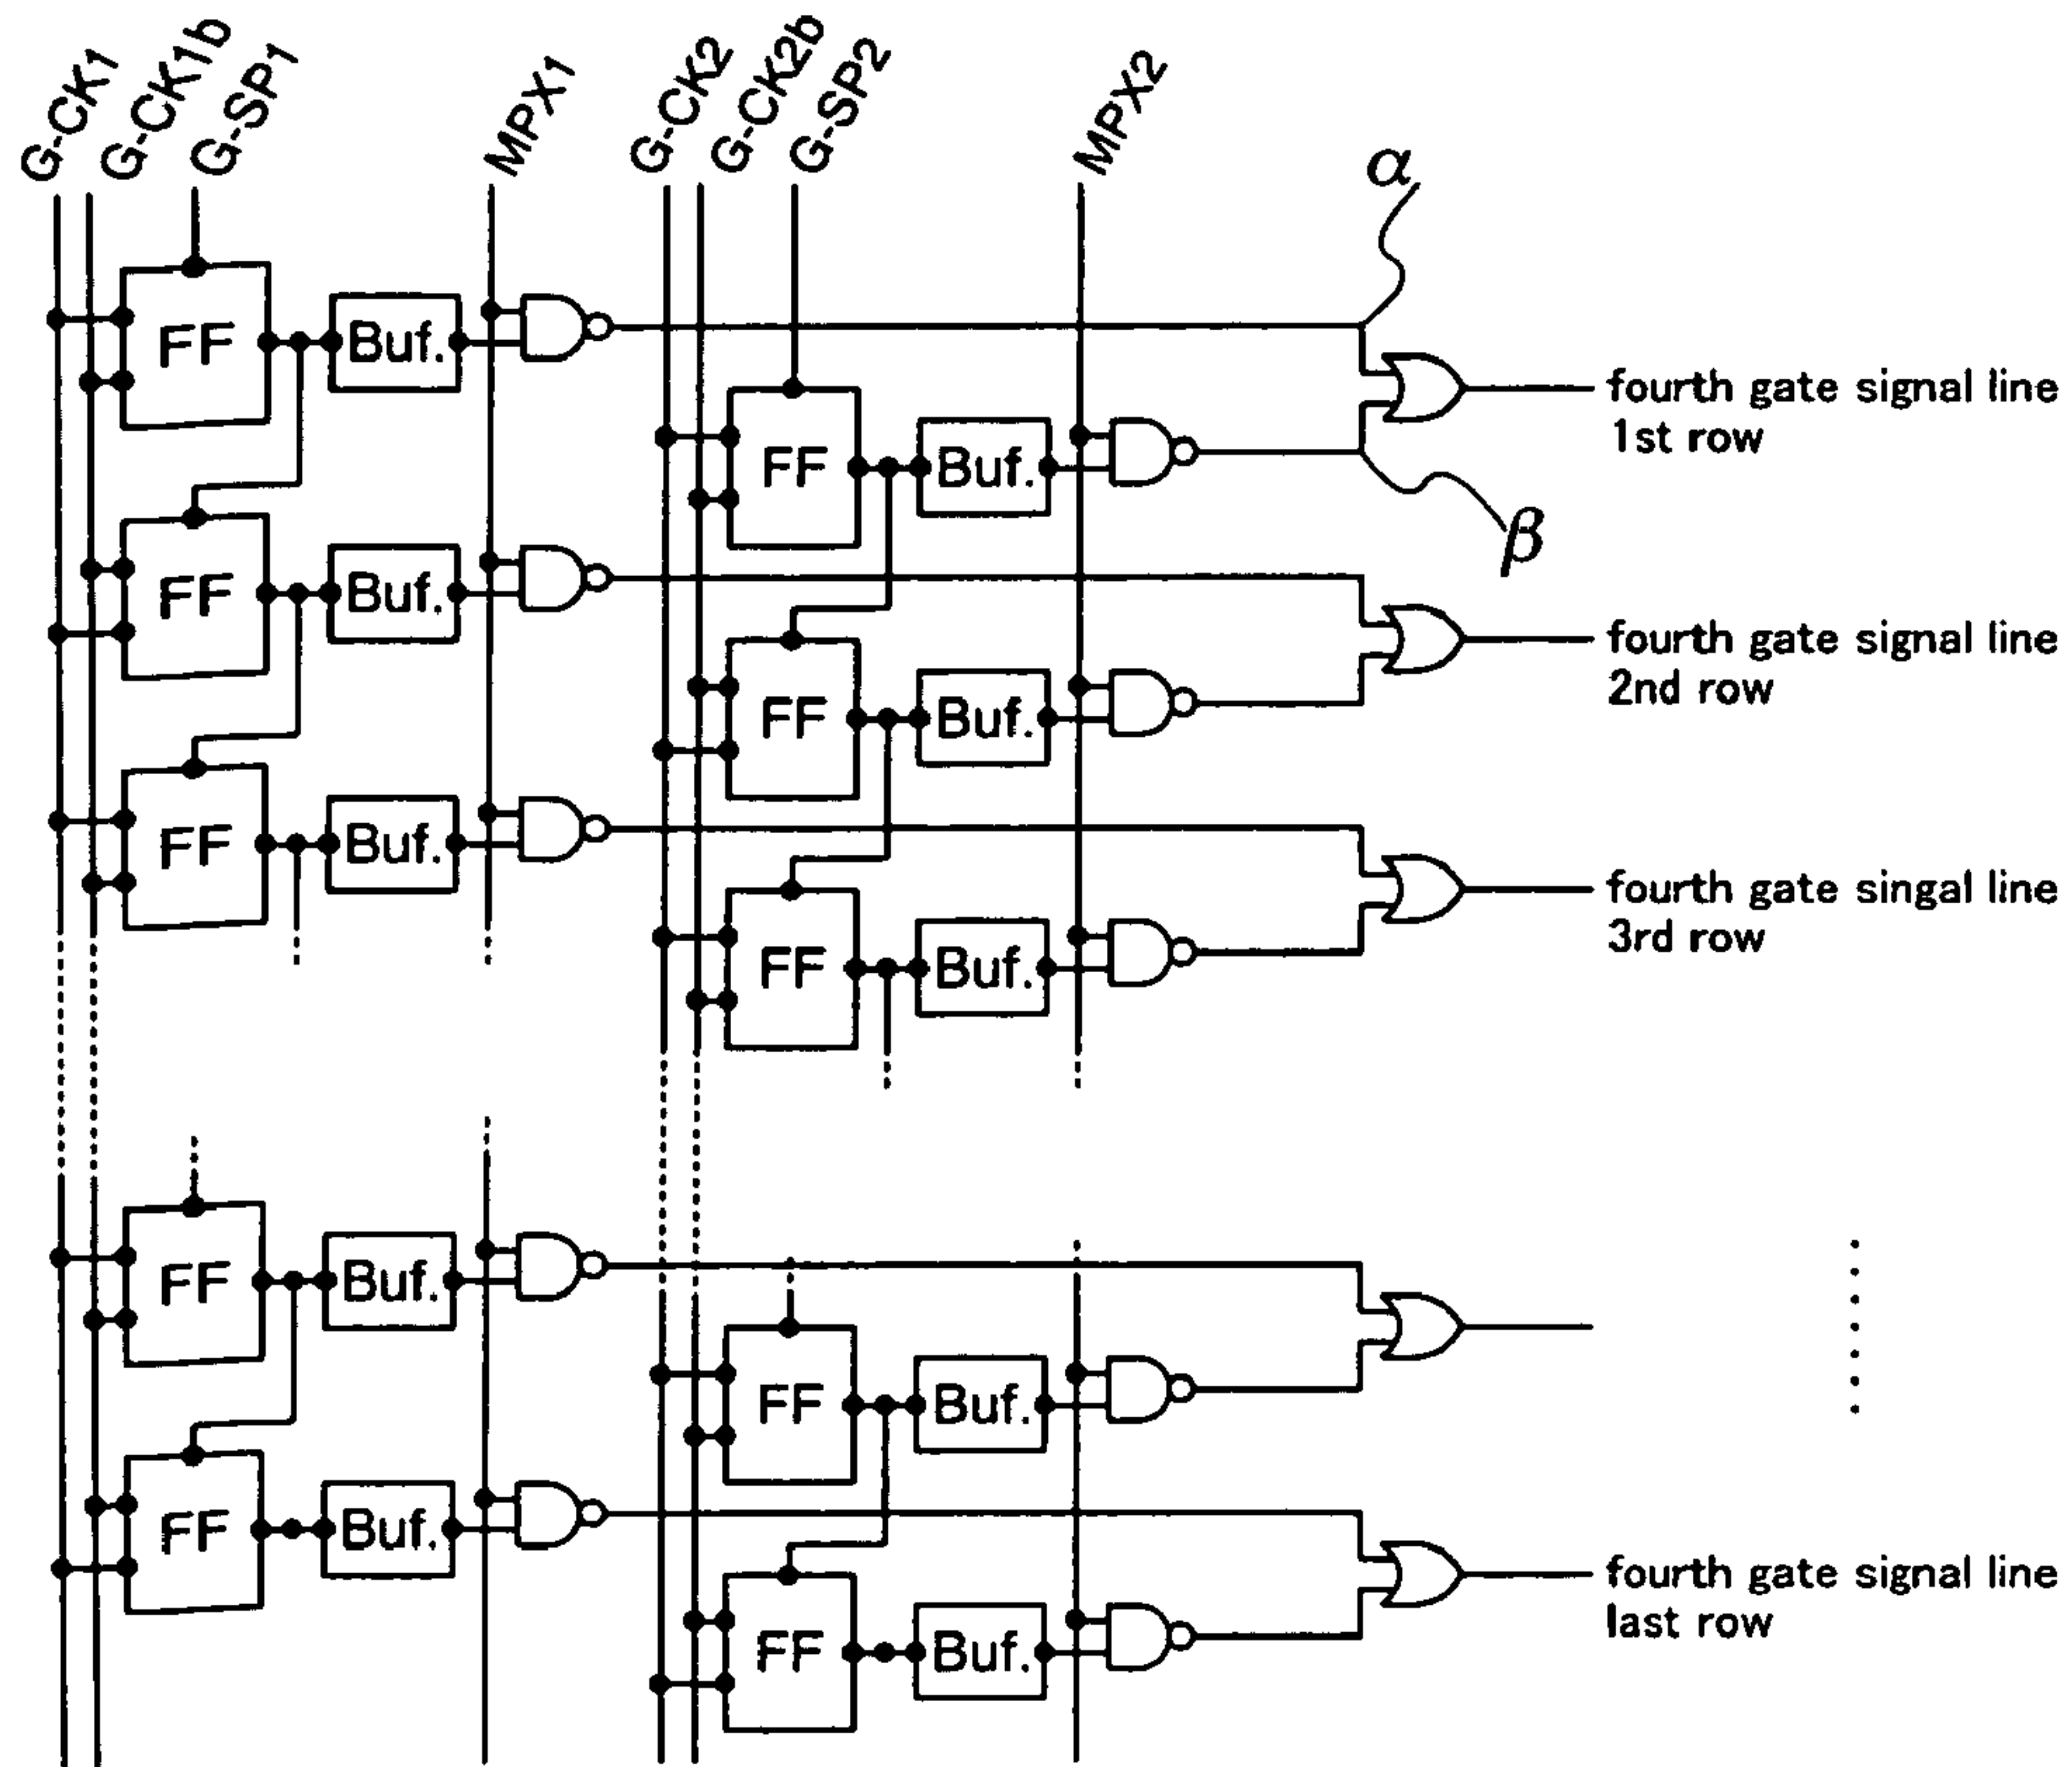 G-CK1
G-CK1b
G-SP1
MPX1
G-CK2
G-CK2b
G-SP2
MPX2
α
FF
Buf.
fourth gate signal line
1st row
FF
Buf.
β
FF
Buf.
fourth gate signal line
2nd row
FF
Buf.
FF
Buf.
fourth gate singal line
3rd row
FF
Buf.
FF
Buf.
FF
Buf.
FF
Buf.
fourth gate signal line
last row
FF
Buf.